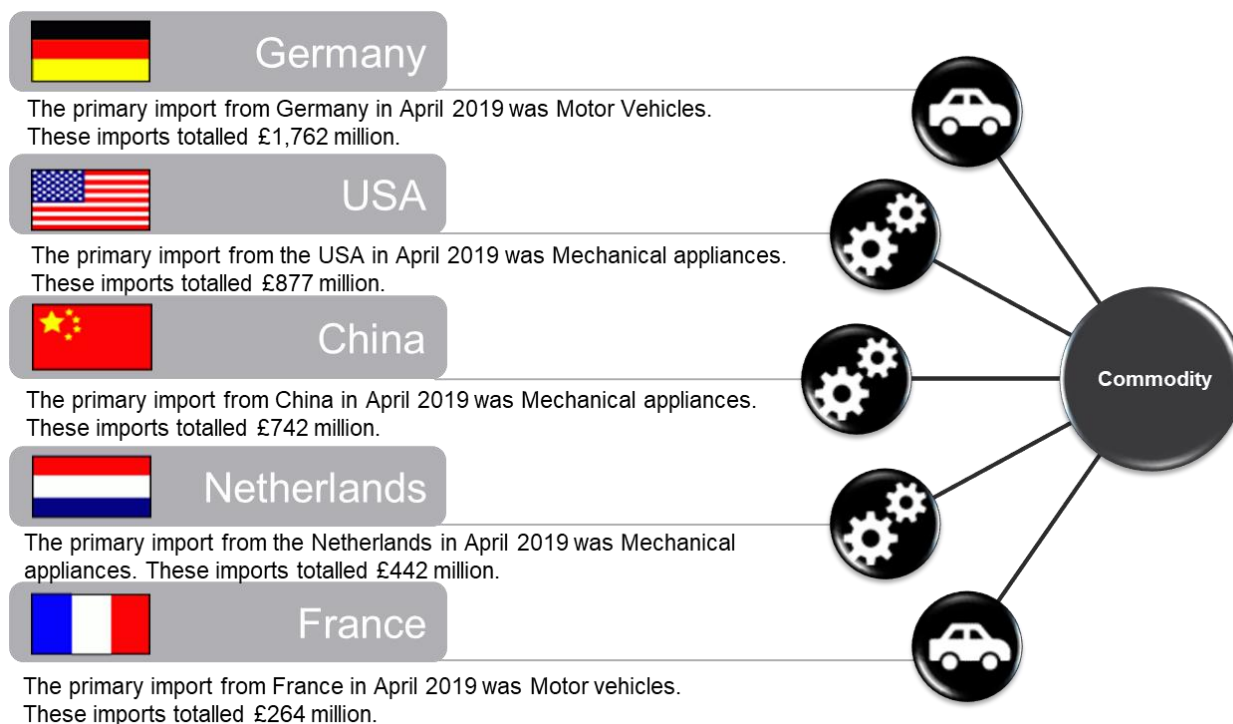 Germany
The primary import from Germany in April 2019 was Motor Vehicles.
These imports totalled £1,762 million.
USA
The primary import from the USA in April 2019 was Mechanical appliances.
These imports totalled £877 million.
China
The primary import from China in April 2019 was Mechanical appliances.
These imports totalled £742 million.
Netherlands
The primary import from the Netherlands in April 2019 was Mechanical
appliances. These imports totalled £442 million.
France
The primary import from France in April 2019 was Motor vehicles.
These imports totalled £264 million.
Commodity